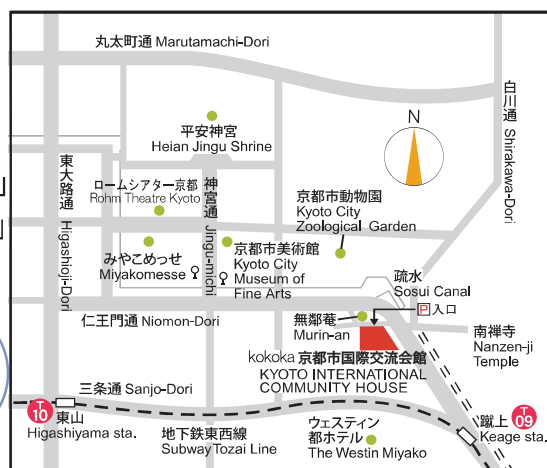 丸太町通 Marutamachi-Dori
白川通 Shirakawa-Dori
N
平安神宮
Heian Jingu Shrine
東大路通 Higashioji-Dori
ロームシアター京都
Rohm Theatre Kyoto
神宮通 Jingu-michi
京都市動物園
Kyoto City
Zoological Garden
みやこめっせ
Miyakomesse
京都市美術館
Kyoto City
Museum of
Fine Arts
疏水
Sosui Canal
P 入口
仁王門通 Niomon-Dori
無鄰菴
Murin-an
南禅寺
Nanzen-ji
Temple
kokoka 京都市国際交流会館
KYOTO INTERNATIONAL
COMMUNITY HOUSE
三条通 Sanjo-Dori
T
10
東山
Higashiyama sta.
地下鉄東西線
Subway Tozai Line
ウェスティン
都ホテル
The Westin Miyako
蹴上
Keage sta.
T
09